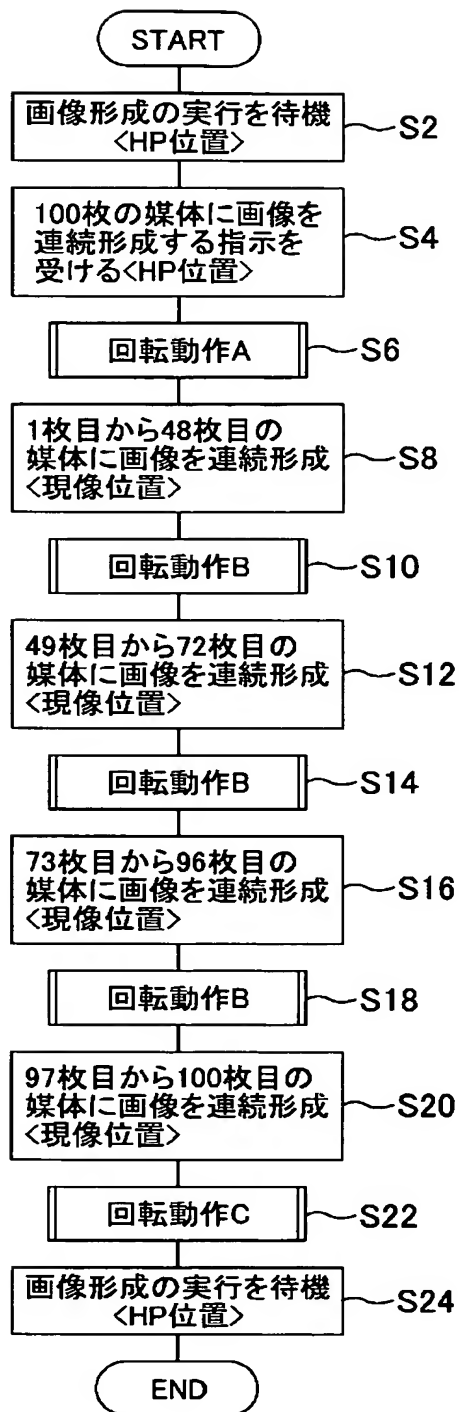 START
画像形成の実行を待機
<HP位置>
S2
100枚の媒体に画像を
連続形成する指示を
受ける<HP位置>
S4
回転動作A
S6
1枚目から48枚目の
媒体に画像を連続形成
<現像位置>
S8
回転動作B
S10
49枚目から72枚目の
媒体に画像を連続形成
<現像位置>
S12
回転動作B
S14
73枚目から96枚目の
媒体に画像を連続形成
<現像位置>
S16
回転動作B
S18
97枚目から100枚目の
媒体に画像を連続形成
<現像位置>
S20
回転動作C
S22
画像形成の実行を待機
<HP位置>
S24
END